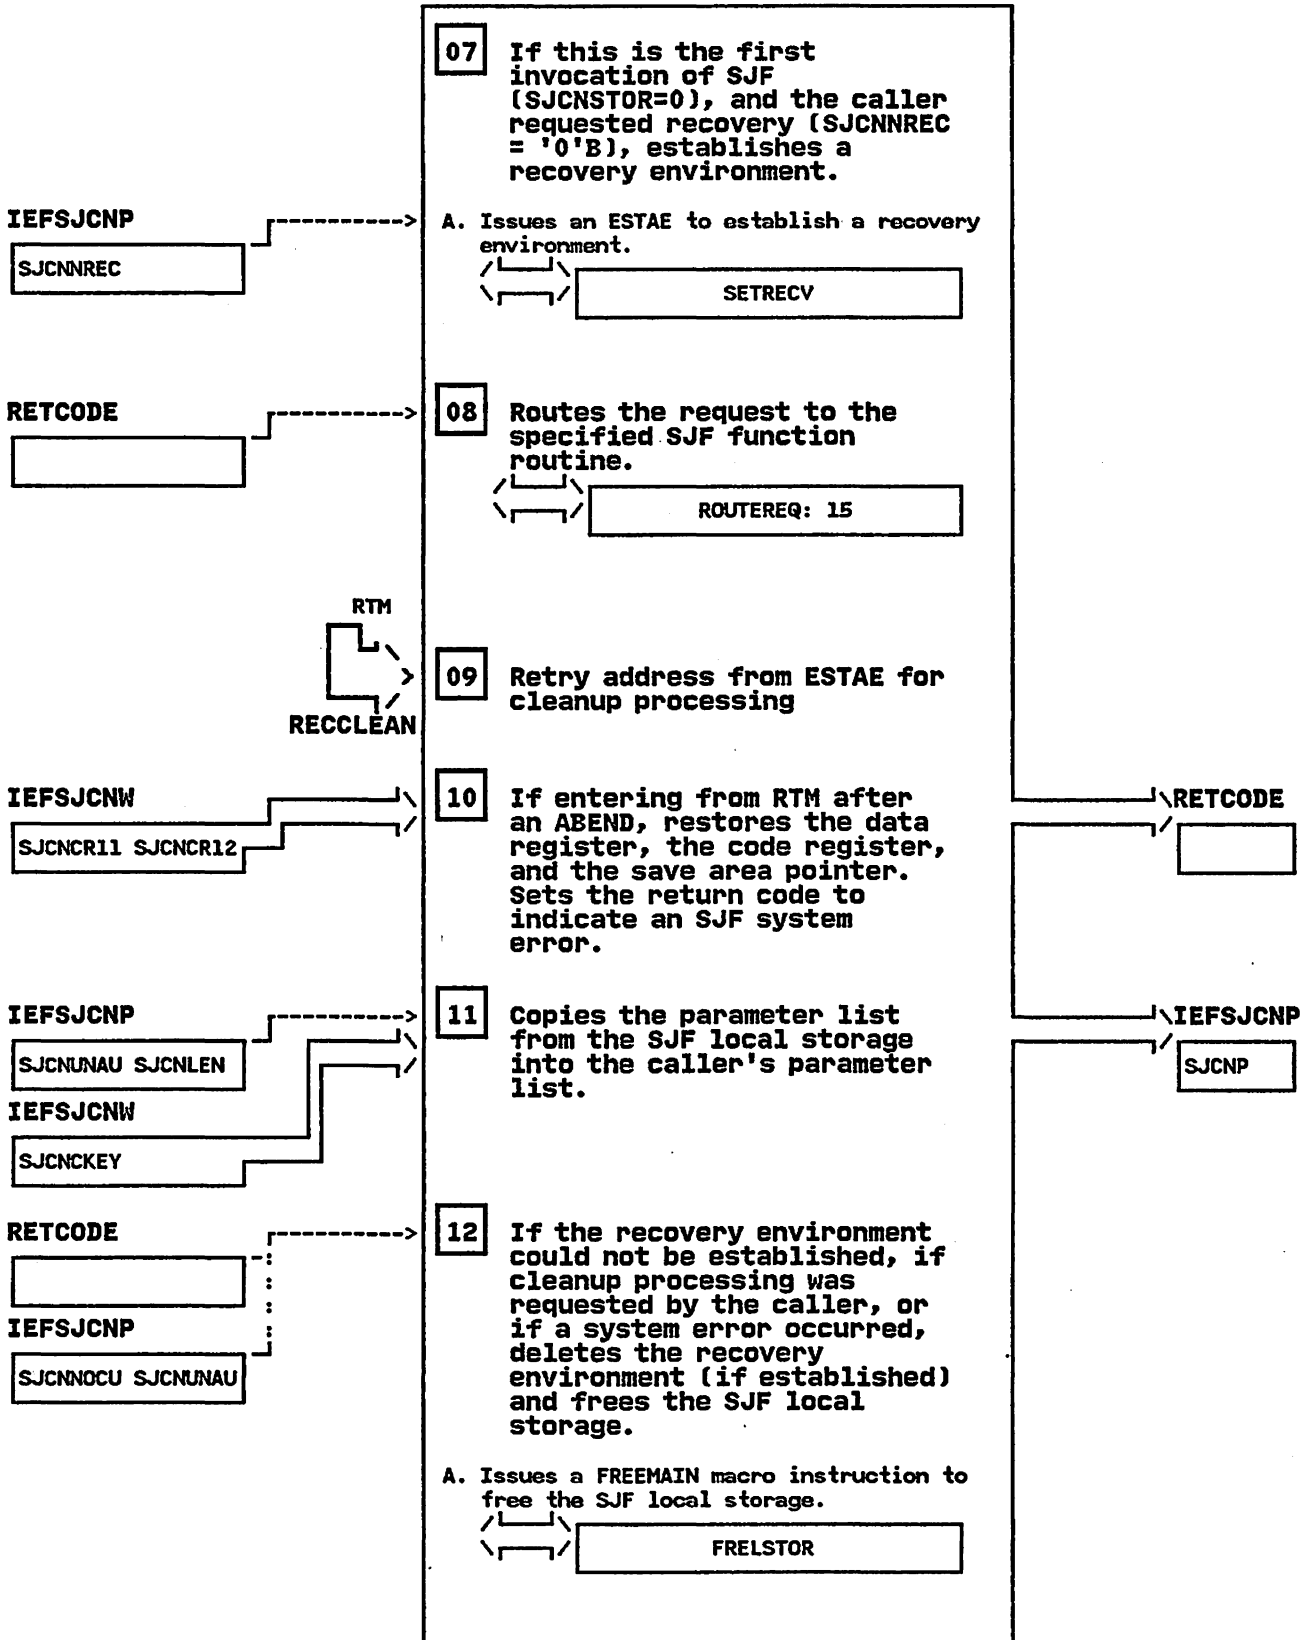 07 If this is the first
invocation of SJF
(SJCNSTOR=0), and the caller
requested recovery (SJCNNREC
= '0'B), establishes a
recovery environment.
IEFSJCNP
SJCNNREC
A. Issues an ESTAE to establish a recovery
environment.
SETRECV
RETCODE
08 Routes the request to the
specified SJF function
routine.
ROUTEREQ: 15
RTM
RECCLEAN
09 Retry address from ESTAE for
cleanup processing
IEFSJCNW
SJCNCR11 SJCNCR12
10 If entering from RTM after
an ABEND, restores the data
register, the code register,
and the save area pointer.
Sets the return code to
indicate an SJF system
error.
RETCODE
IEFSJCNP
SJCNUNAU SJCNLEN
IEFSJCNW
SJCNCKEY
11 Copies the parameter list
from the SJF local storage
into the caller's parameter
list.
IEFSJCNP
SJCNP
RETCODE
IEFSJCNP
SJCNNOCU SJCNUNAU
12 If the recovery environment
could not be established, if
cleanup processing was
requested by the caller, or
if a system error occurred,
deletes the recovery
environment (if established)
and frees the SJF local
storage.
A. Issues a FREEMAIN macro instruction to
free the SJF local storage.
FRELSTOR